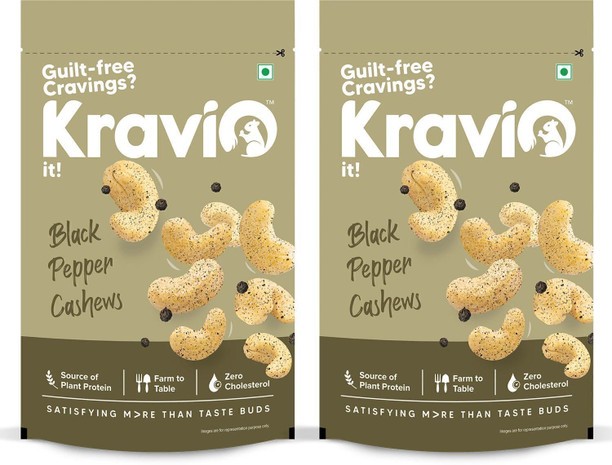 Guilt-free
Cravings?
Kravio™
it!
Black
Pepper
Cashews
Source of
Plant Protein
Farm to
Table
Zero
Cholesterol
SATISFYING M>RE THAN TASTE BUDS
Guilt-free
Cravings?
Kravio™
it!
Black
Pepper
Cashews
Source of
Plant Protein
Farm to
Table
Zero
Cholesterol
SATISFYING M>RE THAN TASTE BUDS